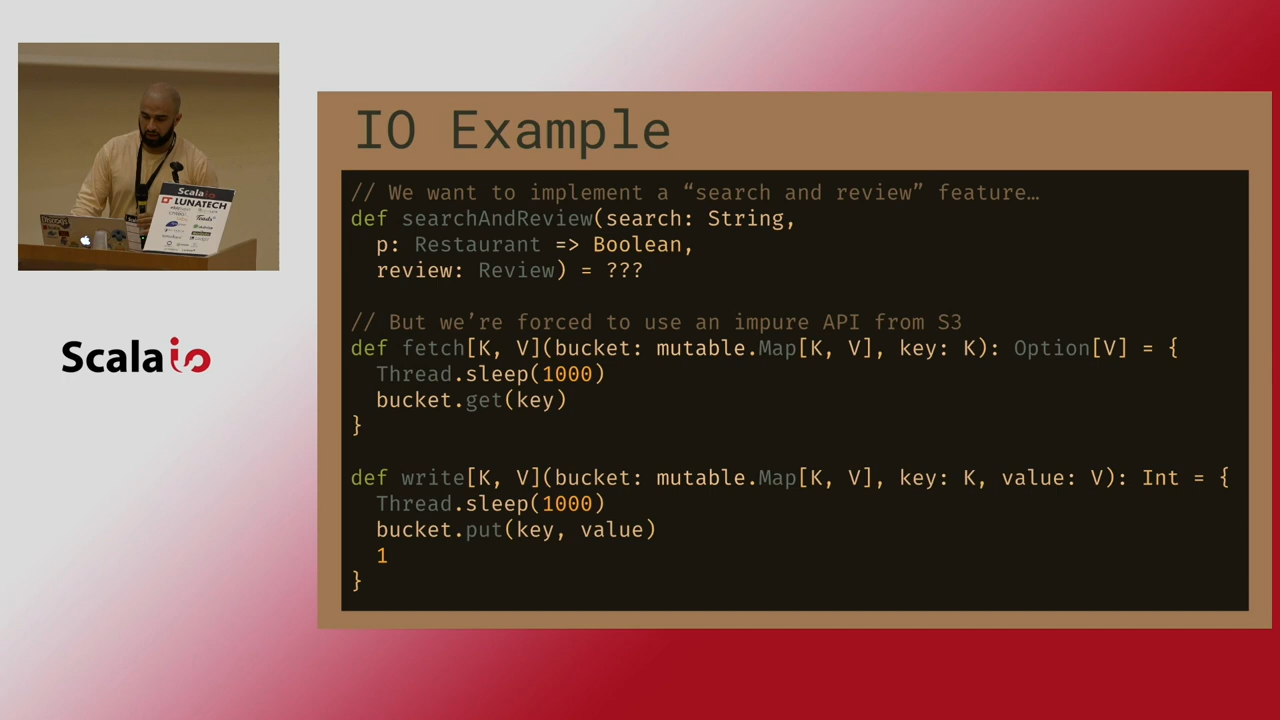 IO Example
// We want to implement a “search and review” feature…
def searchAndReview(search: String,
p: Restaurant => Boolean,
review: Review) = ???
// But we’re forced to use an impure API from S3
def fetch[K, V](bucket: mutable.Map[K, V], key: K): Option[V] = {
Thread.sleep(1000)
bucket.get(key)
}
def write[K, V](bucket: mutable.Map[K, V], key: K, value: V): Int = {
Thread.sleep(1000)
bucket.put(key, value)
1
}
Scala io
LUNATECH
Scalaio